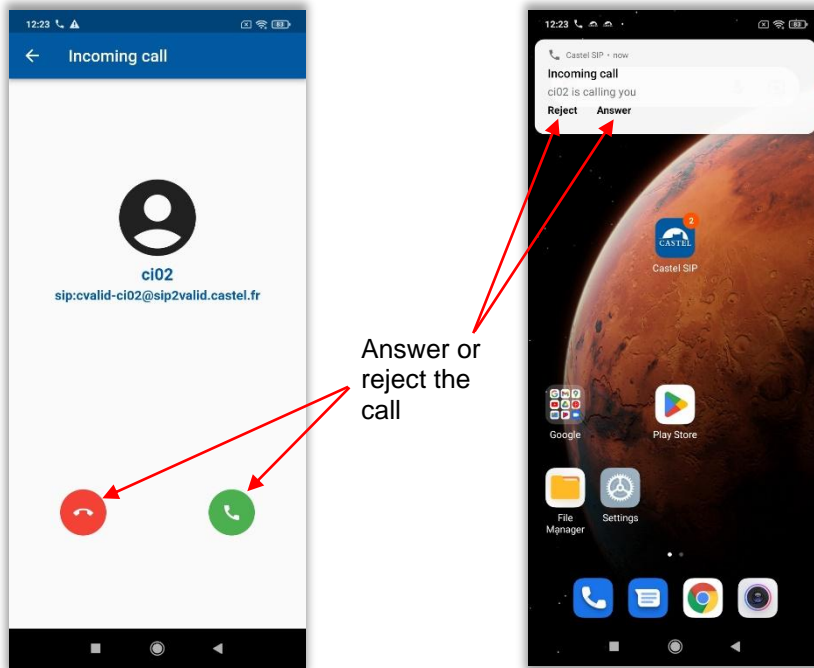 12:23
83
Incoming call
ci02
sip:cvalid-ci02@sip2valid.castel.fr
Answer or
reject the
call
12:23
83
Castel SIP • now
Incoming call
ci02 is calling you
Reject Answer
2
CASTEL
Castel SIP
Google
Play Store
File
Manager
Settings